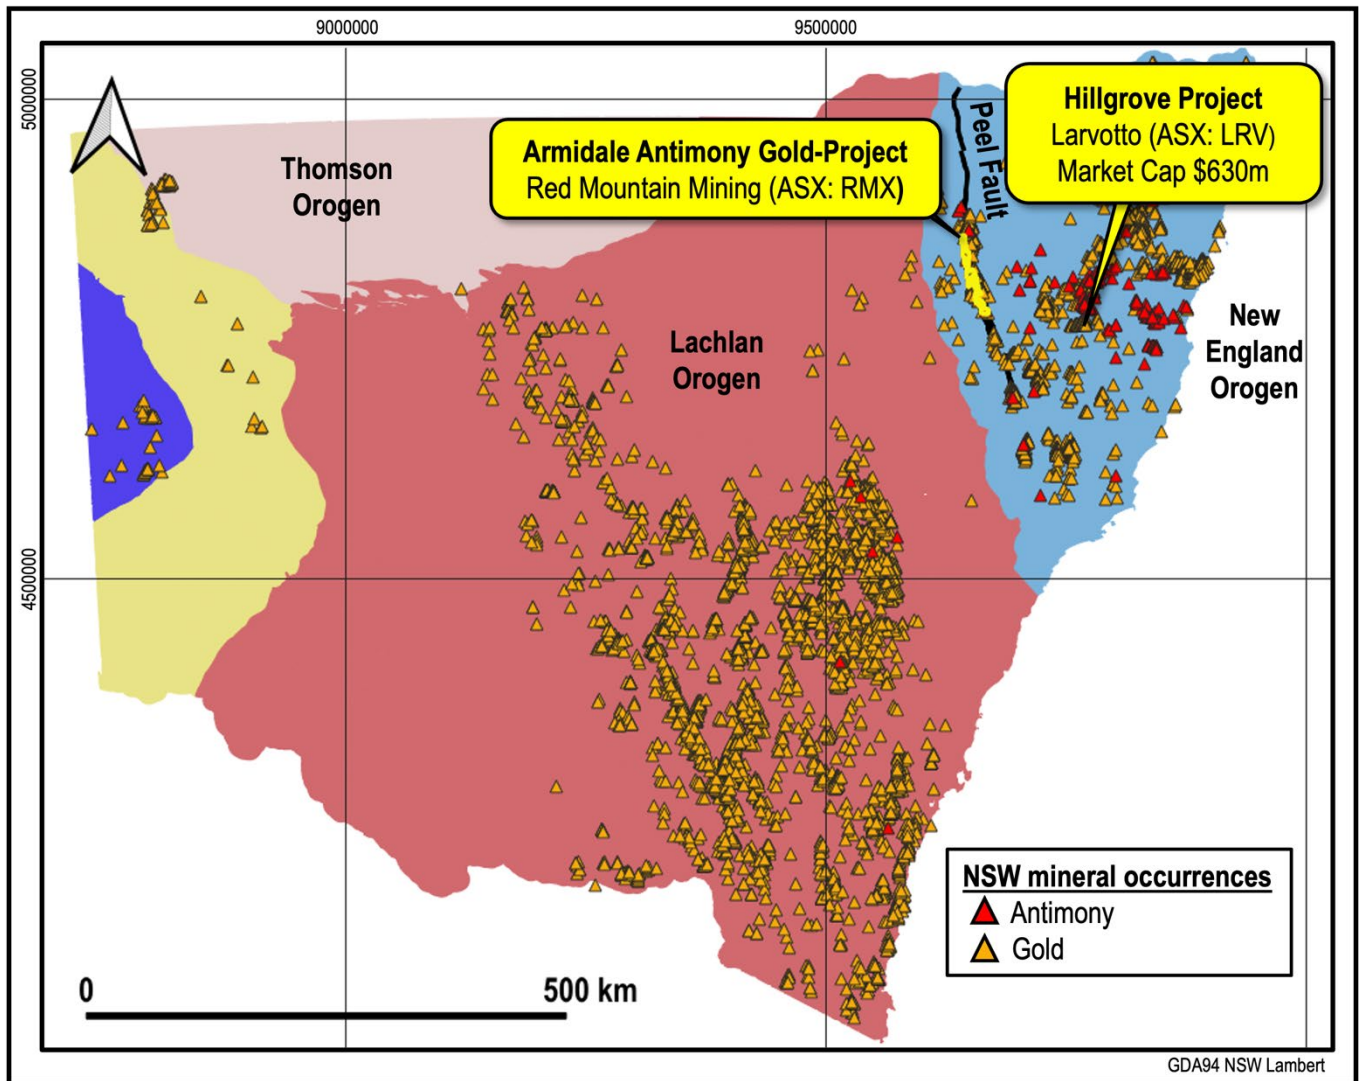 9000000
9500000
5000000
4500000
Thomson
Orogen
Armidale Antimony Gold-Project
Red Mountain Mining (ASX: RMX)
Peel Fault
Hillgrove Project
Larvotto (ASX: LRV)
Market Cap $630m
Lachlan
Orogen
New
England
Orogen
NSW mineral occurrences
Antimony
Gold
0
500 km
GDA94 NSW Lambert